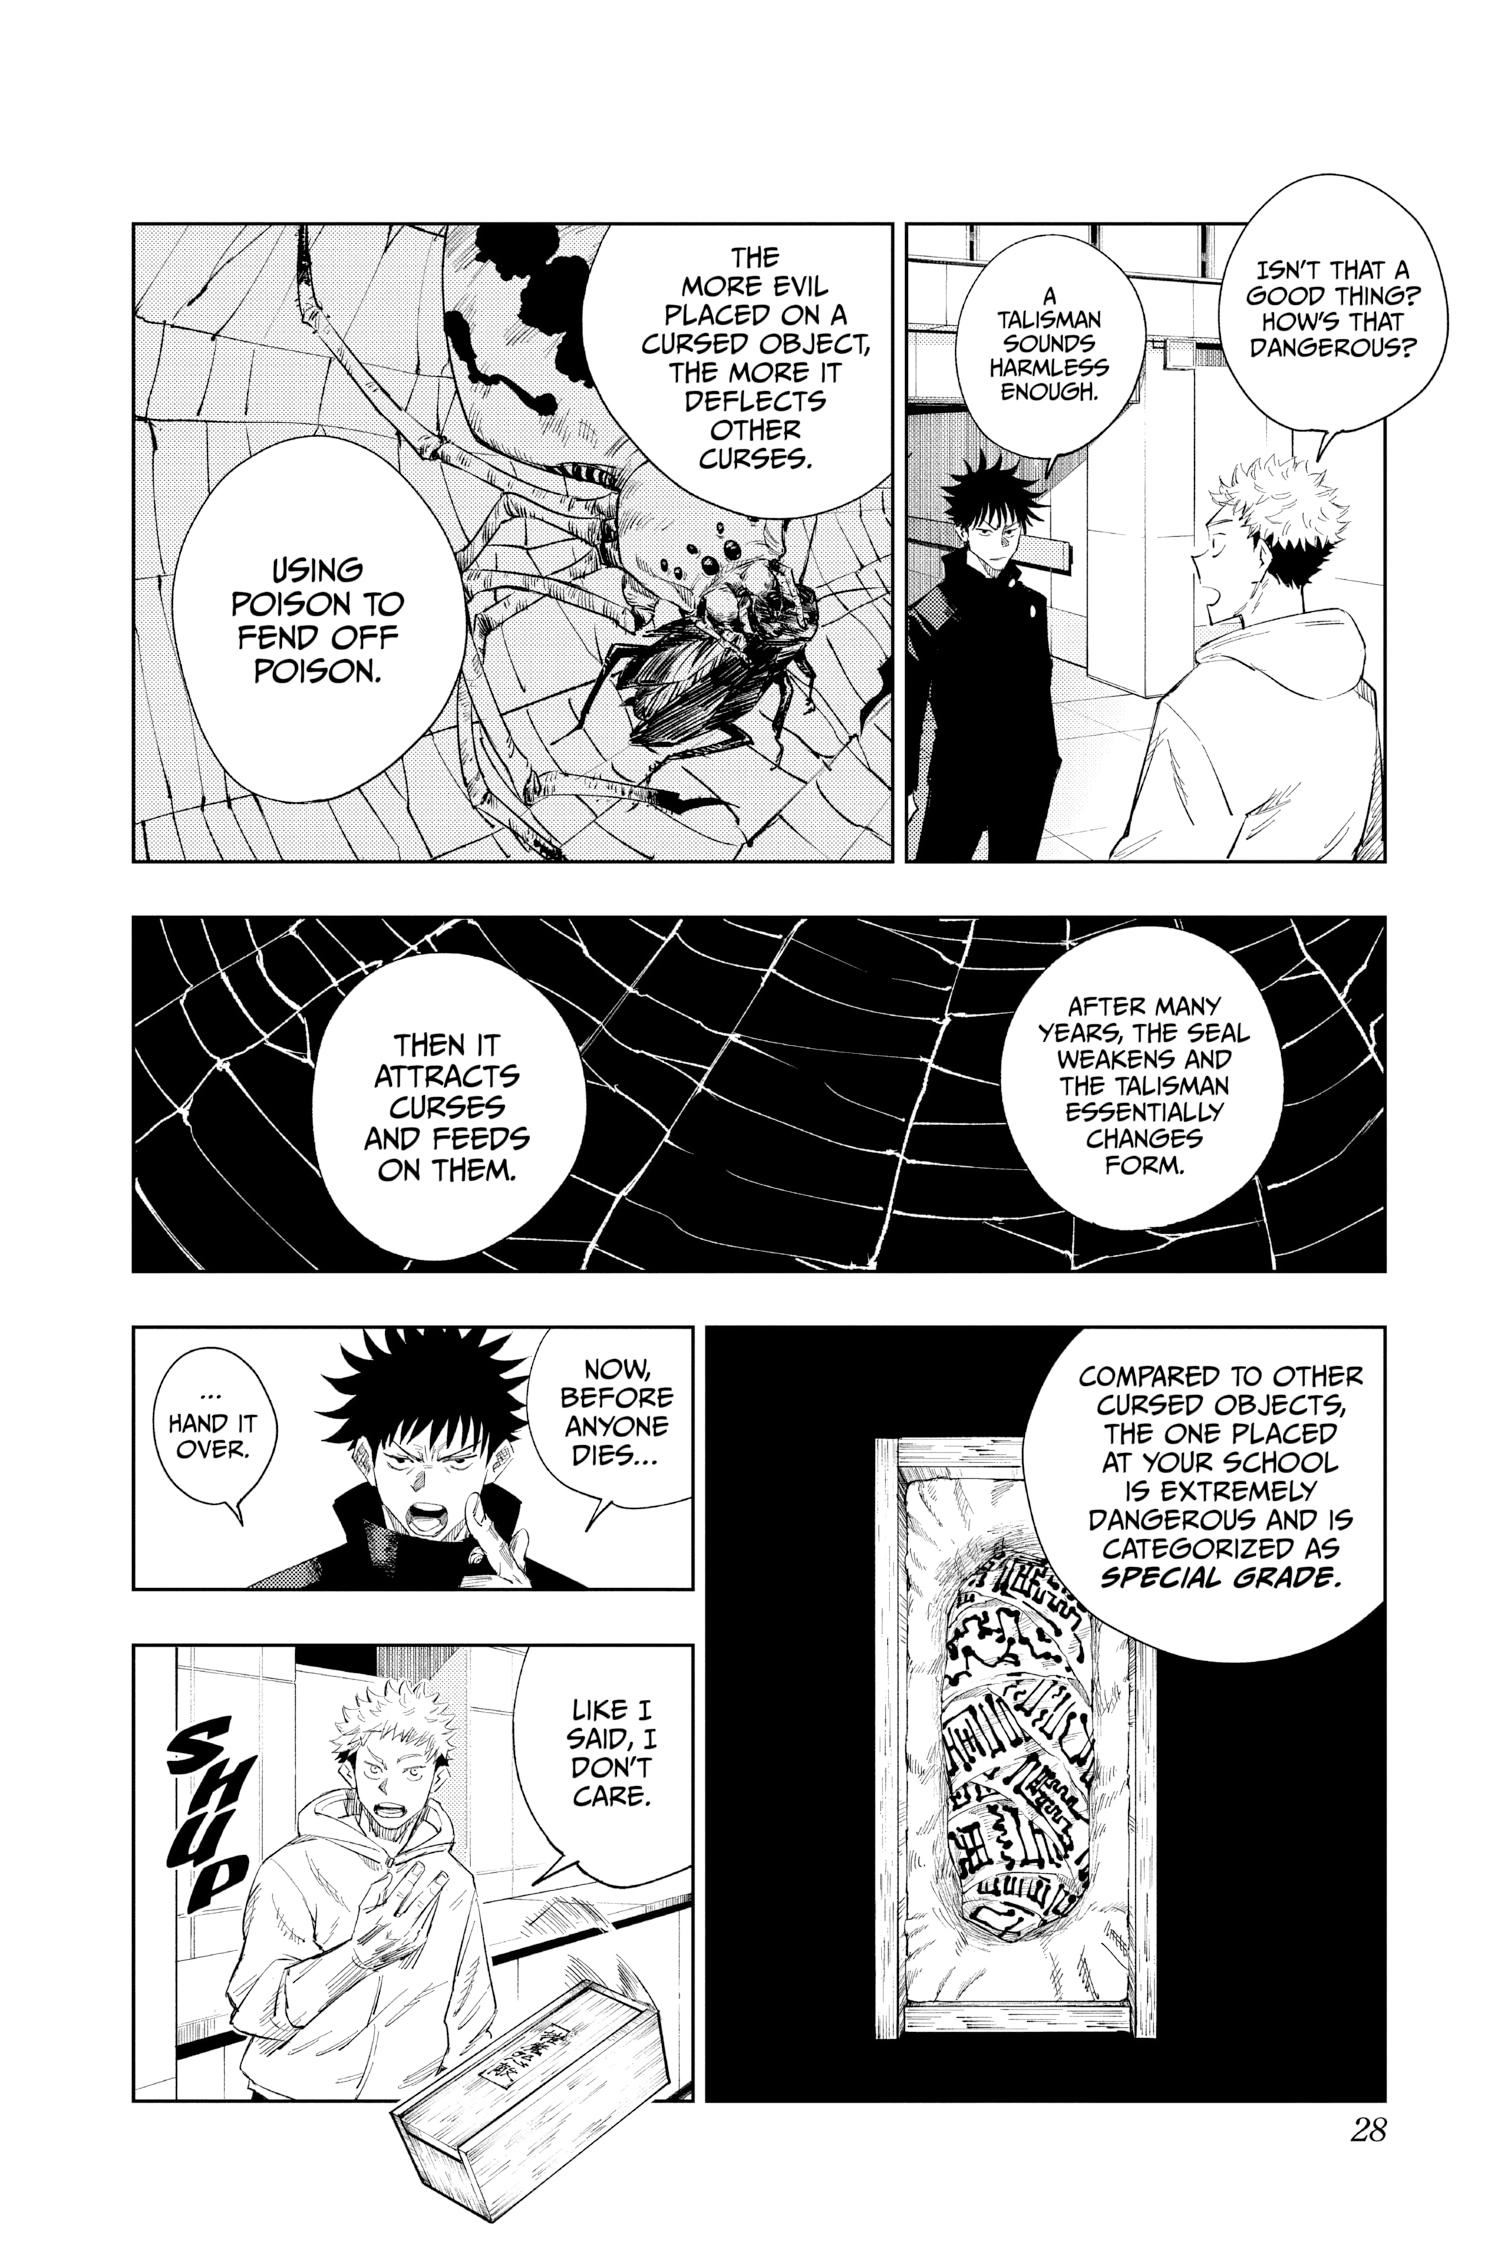 ISN'T THAT A
GOOD THING?
HOW'S THAT
DANGEROUS?
A
TALISMAN
SOUNDS
HARMLESS
ENOUGH.
THE
MORE EVIL
PLACED ON A
CURSED OBJECT,
THE MORE IT
DEFLECTS
OTHER
CURSES.
USING
POISON TO
FEND OFF
POISON.
AFTER MANY
YEARS, THE SEAL
WEAKENS AND
THE TALISMAN
ESSENTIALLY
CHANGES
FORM.
THEN IT
ATTRACTS
CURSES
AND FEEDS
ON THEM.
COMPARED TO OTHER
CURSED OBJECTS,
THE ONE PLACED
AT YOUR SCHOOL
IS EXTREMELY
DANGEROUS AND IS
CATEGORIZED AS
SPECIAL GRADE.
NOW,
BEFORE
ANYONE
DIES...
...
HAND IT
OVER.
LIKE I
SAID, I
DON'T
CARE.
SHUP
28